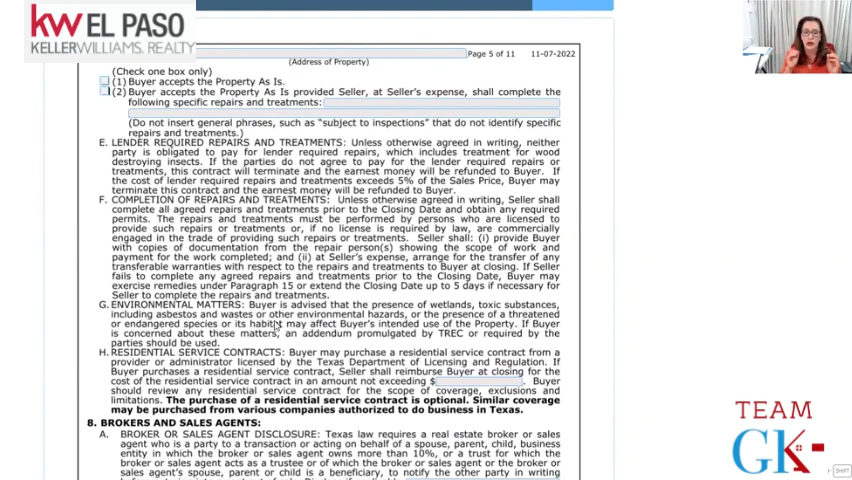 kw EL PASO
KELLERWILLIAMS. REALTY
Page 5 of 11 11-07-2022
(Address of Property)
(Check one box only)
(1) Buyer accepts the Property As Is.
(2) Buyer accepts the Property As Is provided Seller, at Seller's expense, shall complete the
following specific repairs and treatments:
(Do not insert general phrases, such as "subject to inspections" that do not identify specific
repairs and treatments.)
E. LENDER REQUIRED REPAIRS AND TREATMENTS: Unless otherwise agreed in writing, neither
party is obligated to pay for lender required repairs, which includes treatment for wood
destroying insects. If the parties do not agree to pay for the lender required repairs or
treatments, this contract will terminate and the earnest money will be refunded to Buyer. If
the cost of lender required repairs and treatments exceeds 5% of the Sales Price, Buyer may
terminate this contract and the earnest money will be refunded to Buyer.
F. COMPLETION OF REPAIRS AND TREATMENTS: Unless otherwise agreed in writing, Seller shall
complete all agreed repairs and treatments prior to the Closing Date and obtain any required
permits. The repairs and treatments must be performed by persons who are licensed to
provide such repairs or treatments or, if no license is required by law, are commercially
engaged in the trade of providing such repairs or treatments. Seller shall: (i) provide Buyer
with copies of documentation from the repair person(s) showing the scope of work and
payment for the work completed; and (ii) at Seller's expense, arrange for the transfer of any
transferable warranties with respect to the repairs and treatments to Buyer at closing. If Seller
fails to complete any agreed repairs and treatments prior to the Closing Date, Buyer may
exercise remedies under Paragraph 15 or extend the Closing Date up to 5 days if necessary for
Seller to complete the repairs and treatments.
G. ENVIRONMENTAL MATTERS: Buyer is advised that the presence of wetlands, toxic substances,
including asbestos and wastes or other environmental hazards, or the presence of a threatened
or endangered species or its habitat may affect Buyer's intended use of the Property. If Buyer
is concerned about these matters, an addendum promulgated by TREC or required by the
parties should be used.
H. RESIDENTIAL SERVICE CONTRACTS: Buyer may purchase a residential service contract from a
provider or administrator licensed by the Texas Department of Licensing and Regulation. If
Buyer purchases a residential service contract, Seller shall reimburse Buyer at closing for the
cost of the residential service contract in an amount not exceeding $ . Buyer
should review any residential service contract for the scope of coverage, exclusions and
limitations. The purchase of a residential service contract is optional. Similar coverage
may be purchased from various companies authorized to do business in Texas.
8. BROKERS AND SALES AGENTS:
A. BROKER OR SALES AGENT DISCLOSURE: Texas law requires a real estate broker or sales
agent who is a party to a transaction or acting on behalf of a spouse, parent, child, business
entity in which the broker or sales agent owns more than 10%, or a trust for which the
broker or sales agent acts as a trustee or of which the broker or sales agent or the broker or
sales agent's spouse, parent or child is a beneficiary, to notify the other party in writing
TEAM
GK
SHIFT